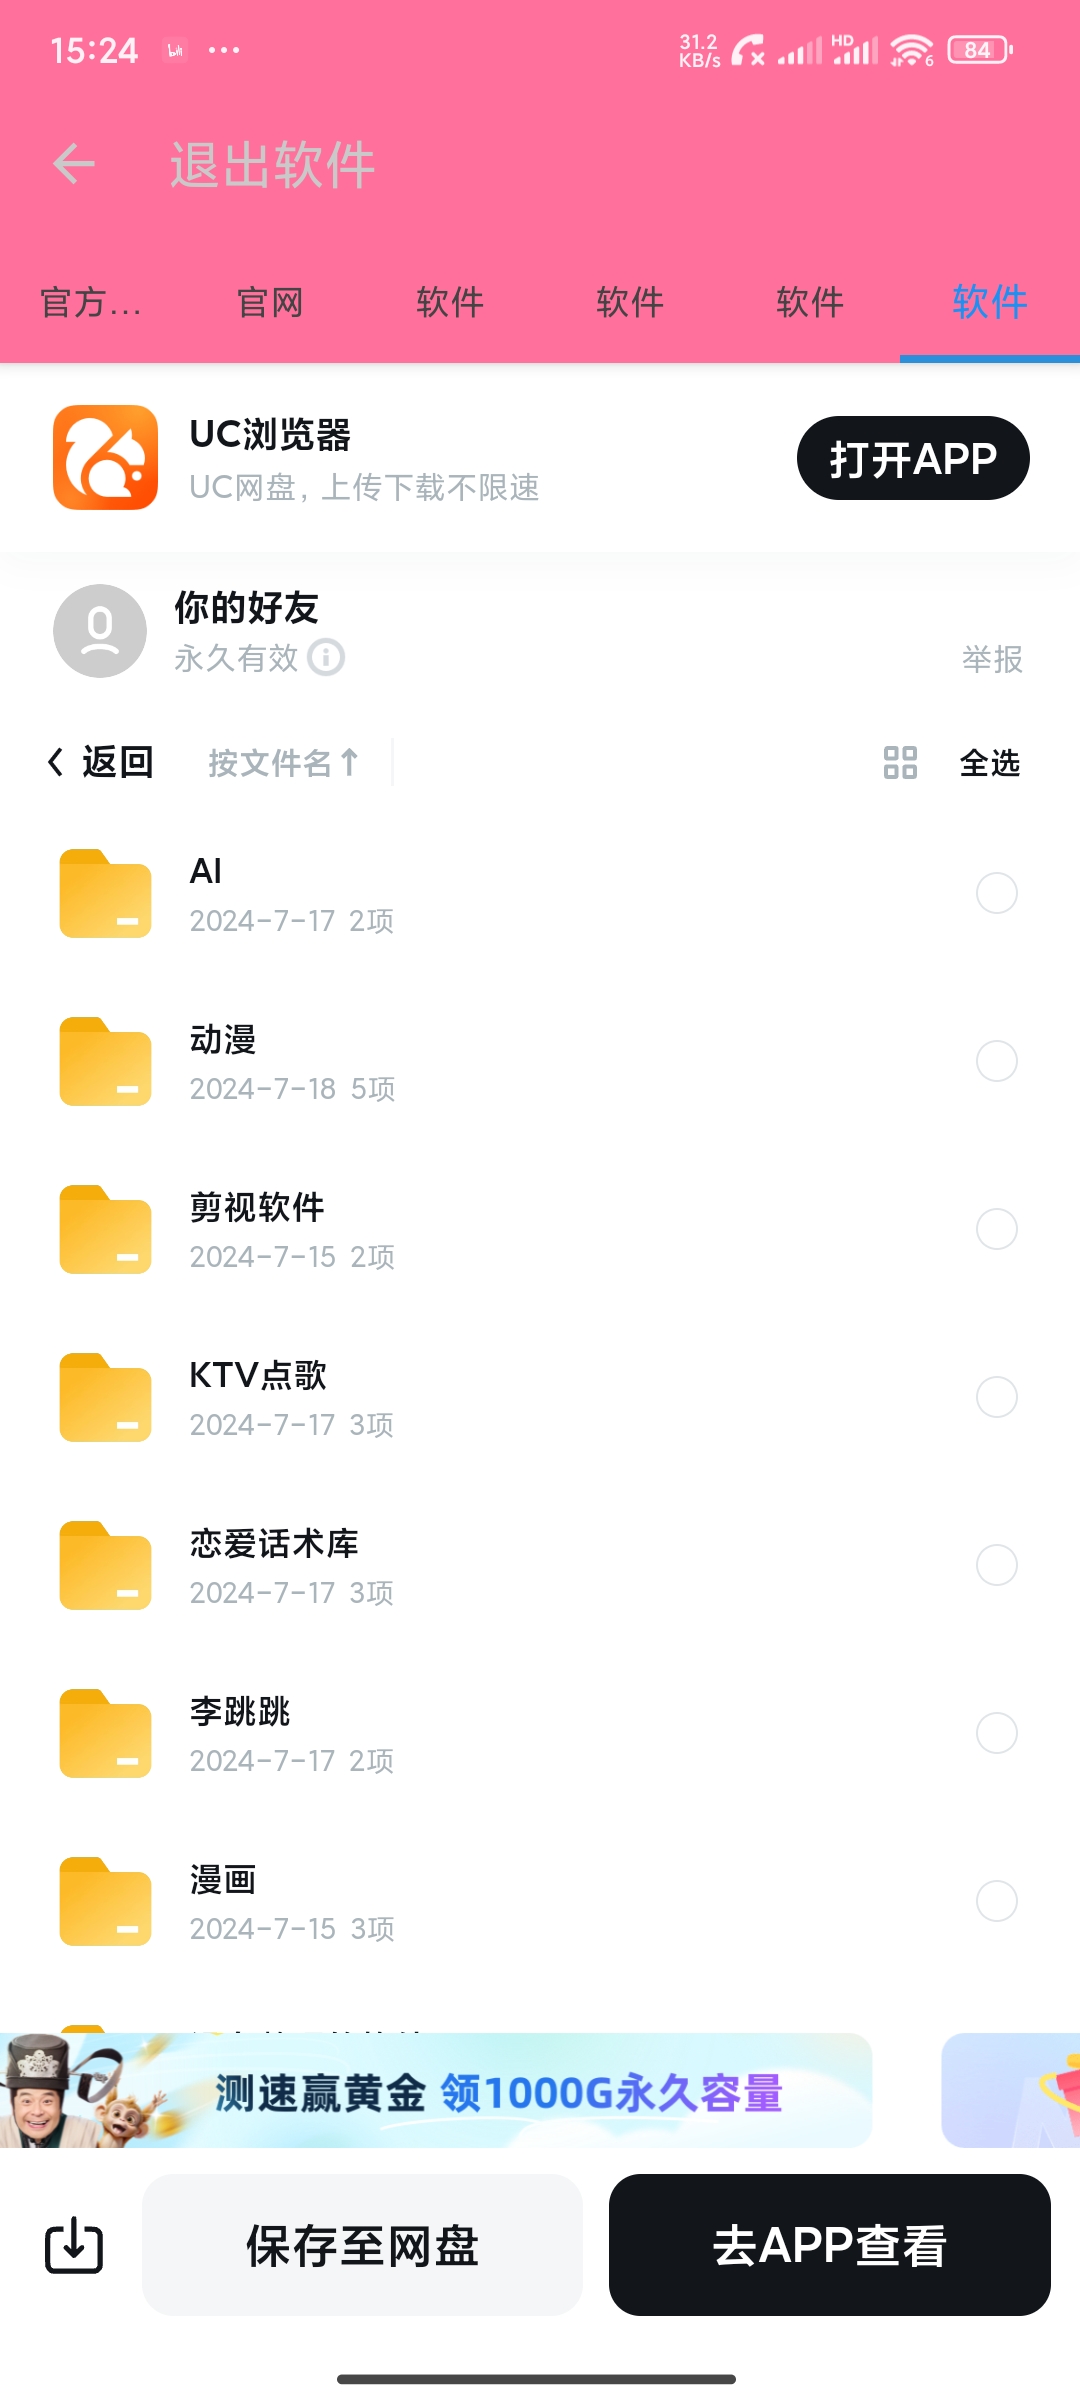 15:24
31.2 KB/s
HD
6
84
退出软件
官方...
官网
软件
软件
软件
软件
UC浏览器
UC网盘，上传下载不限速
打开APP
你的好友
永久有效
举报
返回
按文件名↑
全选
AI
2024-7-17 2项
动漫
2024-7-18 5项
剪视软件
2024-7-15 2项
KTV点歌
2024-7-17 3项
恋爱话术库
2024-7-17 3项
李跳跳
2024-7-17 2项
漫画
2024-7-15 3项
测速赢黄金 领1000G永久容量
保存至网盘
去APP查看